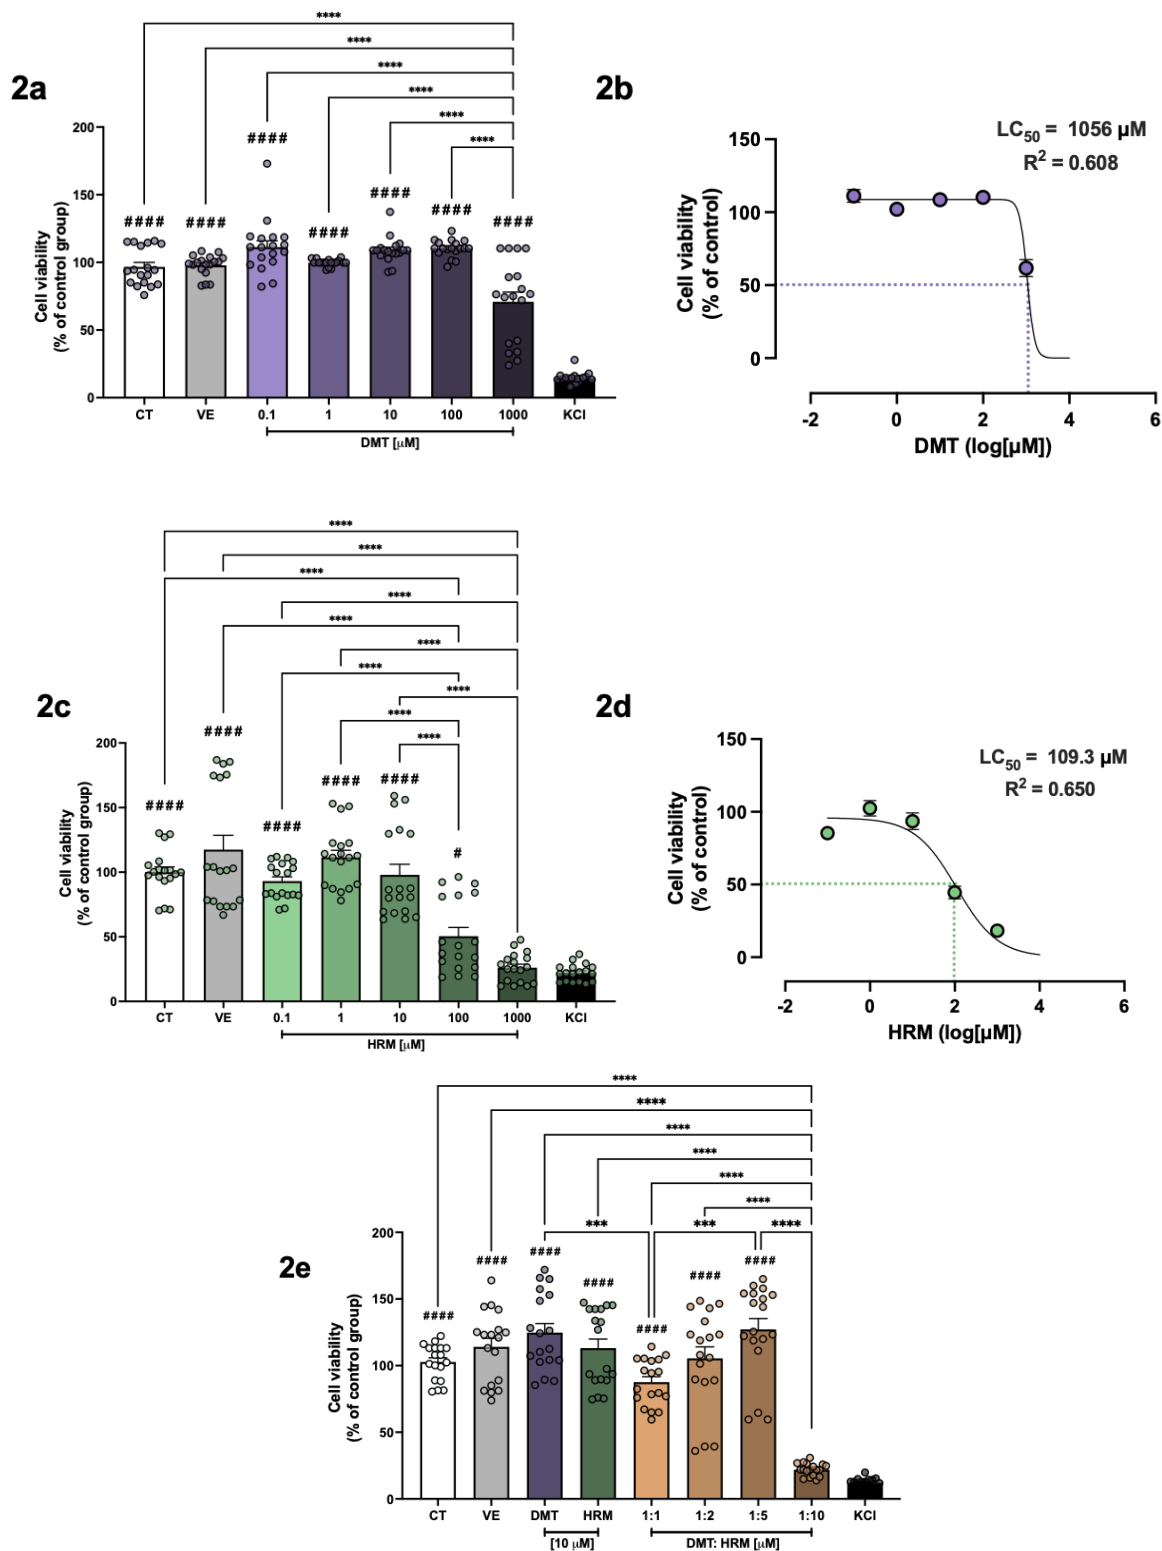 ****
****
2a
****
2b
****
****
****
LC50 = 1056 µM
R2 = 0.608
200
150
100
50
0
Cell viability
(% of control group)
####
####
####
####
####
####
####
CT VE 0.1 1 10 100 1000 KCl
DMT [µM]
150
100
50
0
Cell viability
(% of control)
-2 0 2 4 6
DMT (log[µM])
****
****
****
****
****
****
****
****
****
****
2c
2d
LC50 = 109.3 µM
R2 = 0.650
200
150
100
50
0
Cell viability
(% of control group)
####
####
####
####
####
#
CT VE 0.1 1 10 100 1000 KCl
HRM [µM]
150
100
50
0
Cell viability
(% of control)
-2 0 2 4 6
HRM (log[µM])
****
****
****
****
****
****
*** *** ****
2e
200
150
100
50
0
Cell viability
(% of control group)
####
####
####
####
####
####
####
CT VE DMT HRM 1:1 1:2 1:5 1:10 KCl
[10 µM] DMT: HRM [µM]